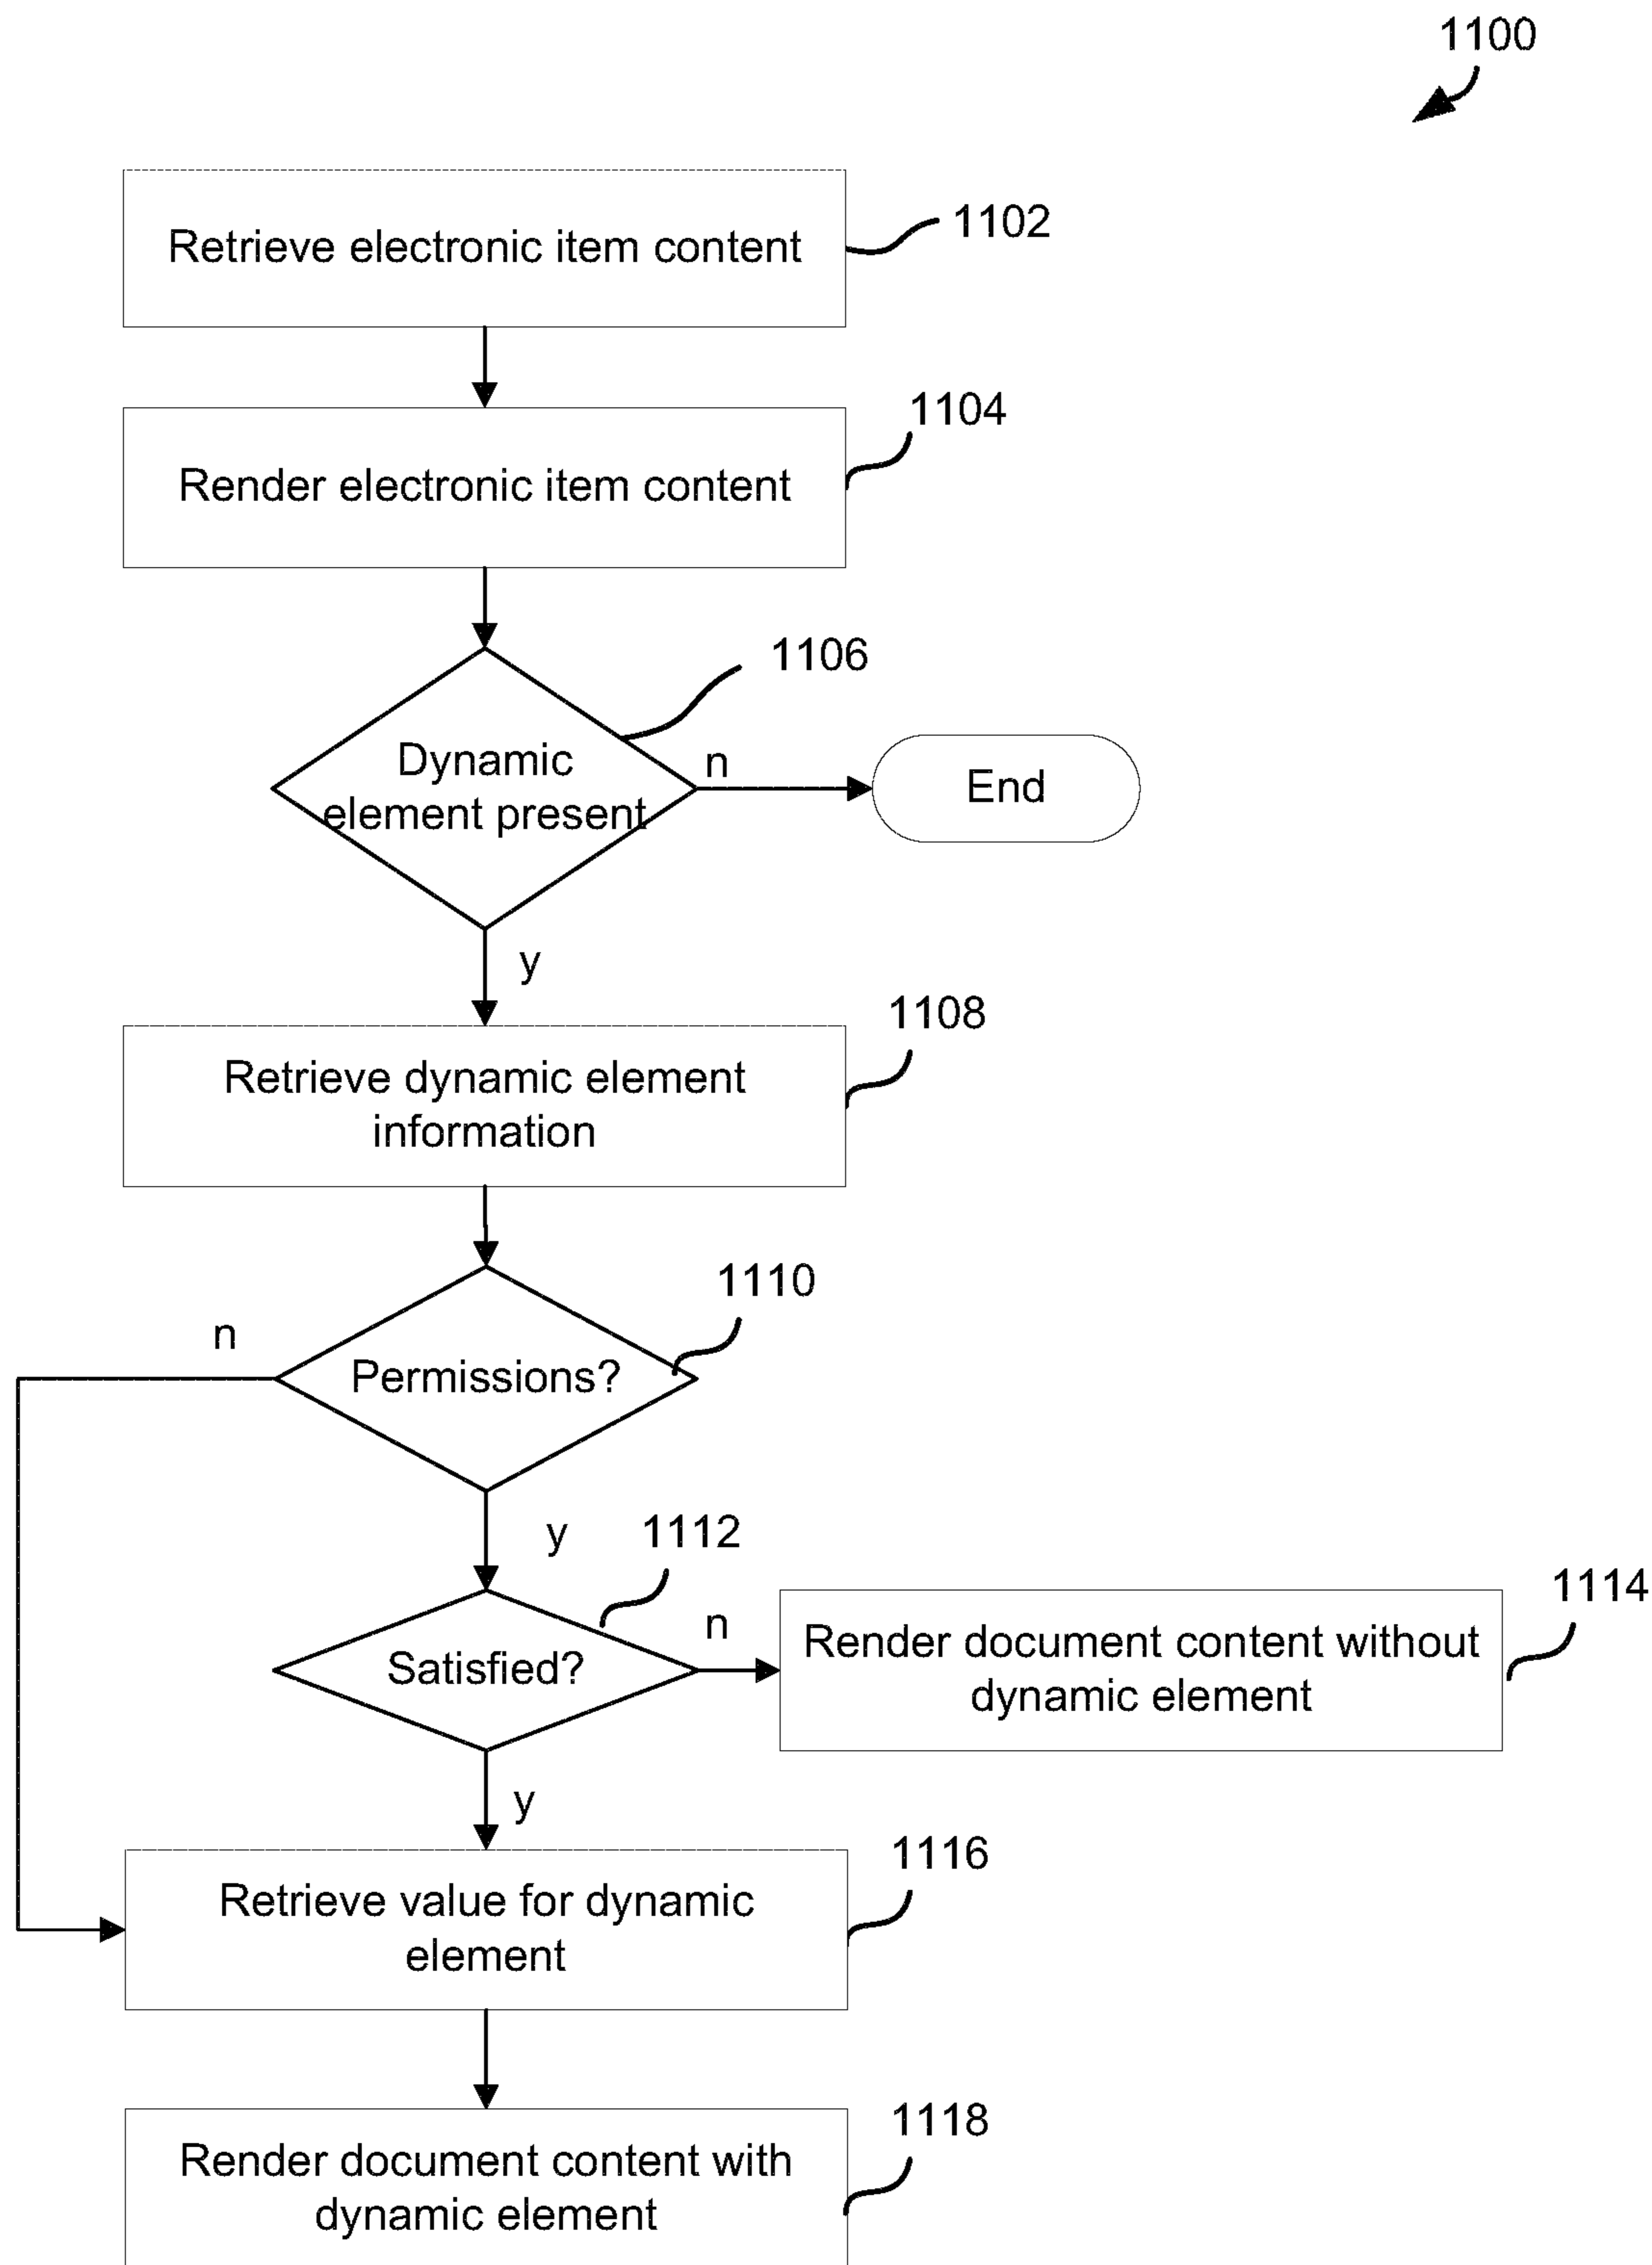 1100
Retrieve electronic item content
1102
Render electronic item content
1104
1106
Dynamic
element present
n
End
y
1108
Retrieve dynamic element
information
1110
n
Permissions?
y
1112
n
Satisfied?
1114
Render document content without
dynamic element
y
1116
Retrieve value for dynamic
element
1118
Render document content with
dynamic element